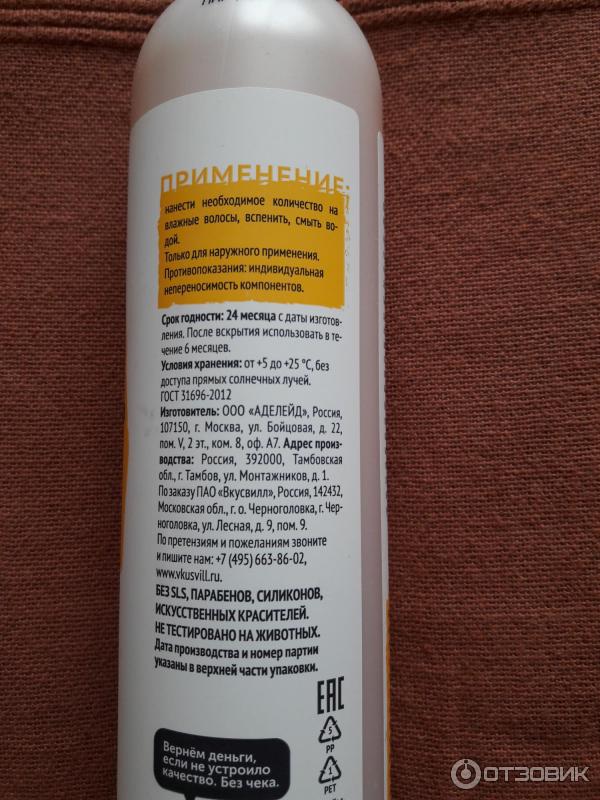 ПРИМЕНЕНИЕ:
нанести необходимое количество на
влажные волосы, вспенить, смыть во-
дой.
Только для наружного применения.
Противопоказания: индивидуальная
непереносимость компонентов.
Срок годности: 24 месяца с даты изготов-
ления. После вскрытия использовать в те-
чение 6 месяцев.
Условия хранения: от +5 до +25 °С, без
доступа прямых солнечных лучей.
ГОСТ 31696-2012
Изготовитель: ООО «АДЕЛЕЙД», Россия,
107150, г. Москва, ул. Бойцовая, д. 22,
пом. V, 2 эт., ком. 8, оф. А7. Адрес произ-
водства: Россия, 392000, Тамбовская
обл., г. Тамбов, ул. Монтажников, д. 1.
По заказу ПАО «Вкусвилл», Россия, 142432,
Московская обл., г. о. Черноголовка, г. Чер-
ноголовка, ул. Лесная, д. 9, пом. 9.
По претензиям и пожеланиям звоните
и пишите нам: +7 (495) 663-86-02,
www.vkusvill.ru.
БЕЗ SLS, ПАРАБЕНОВ, СИЛИКОНОВ,
ИСКУССТВЕННЫХ КРАСИТЕЛЕЙ.
НЕ ТЕСТИРОВАНО НА ЖИВОТНЫХ.
Дата производства и номер партии
указаны в верхней части упаковки.
EAC
5
PP
1
PET
Вернём деньги,
если не устроило
качество. Без чека.
ОТЗОВИК